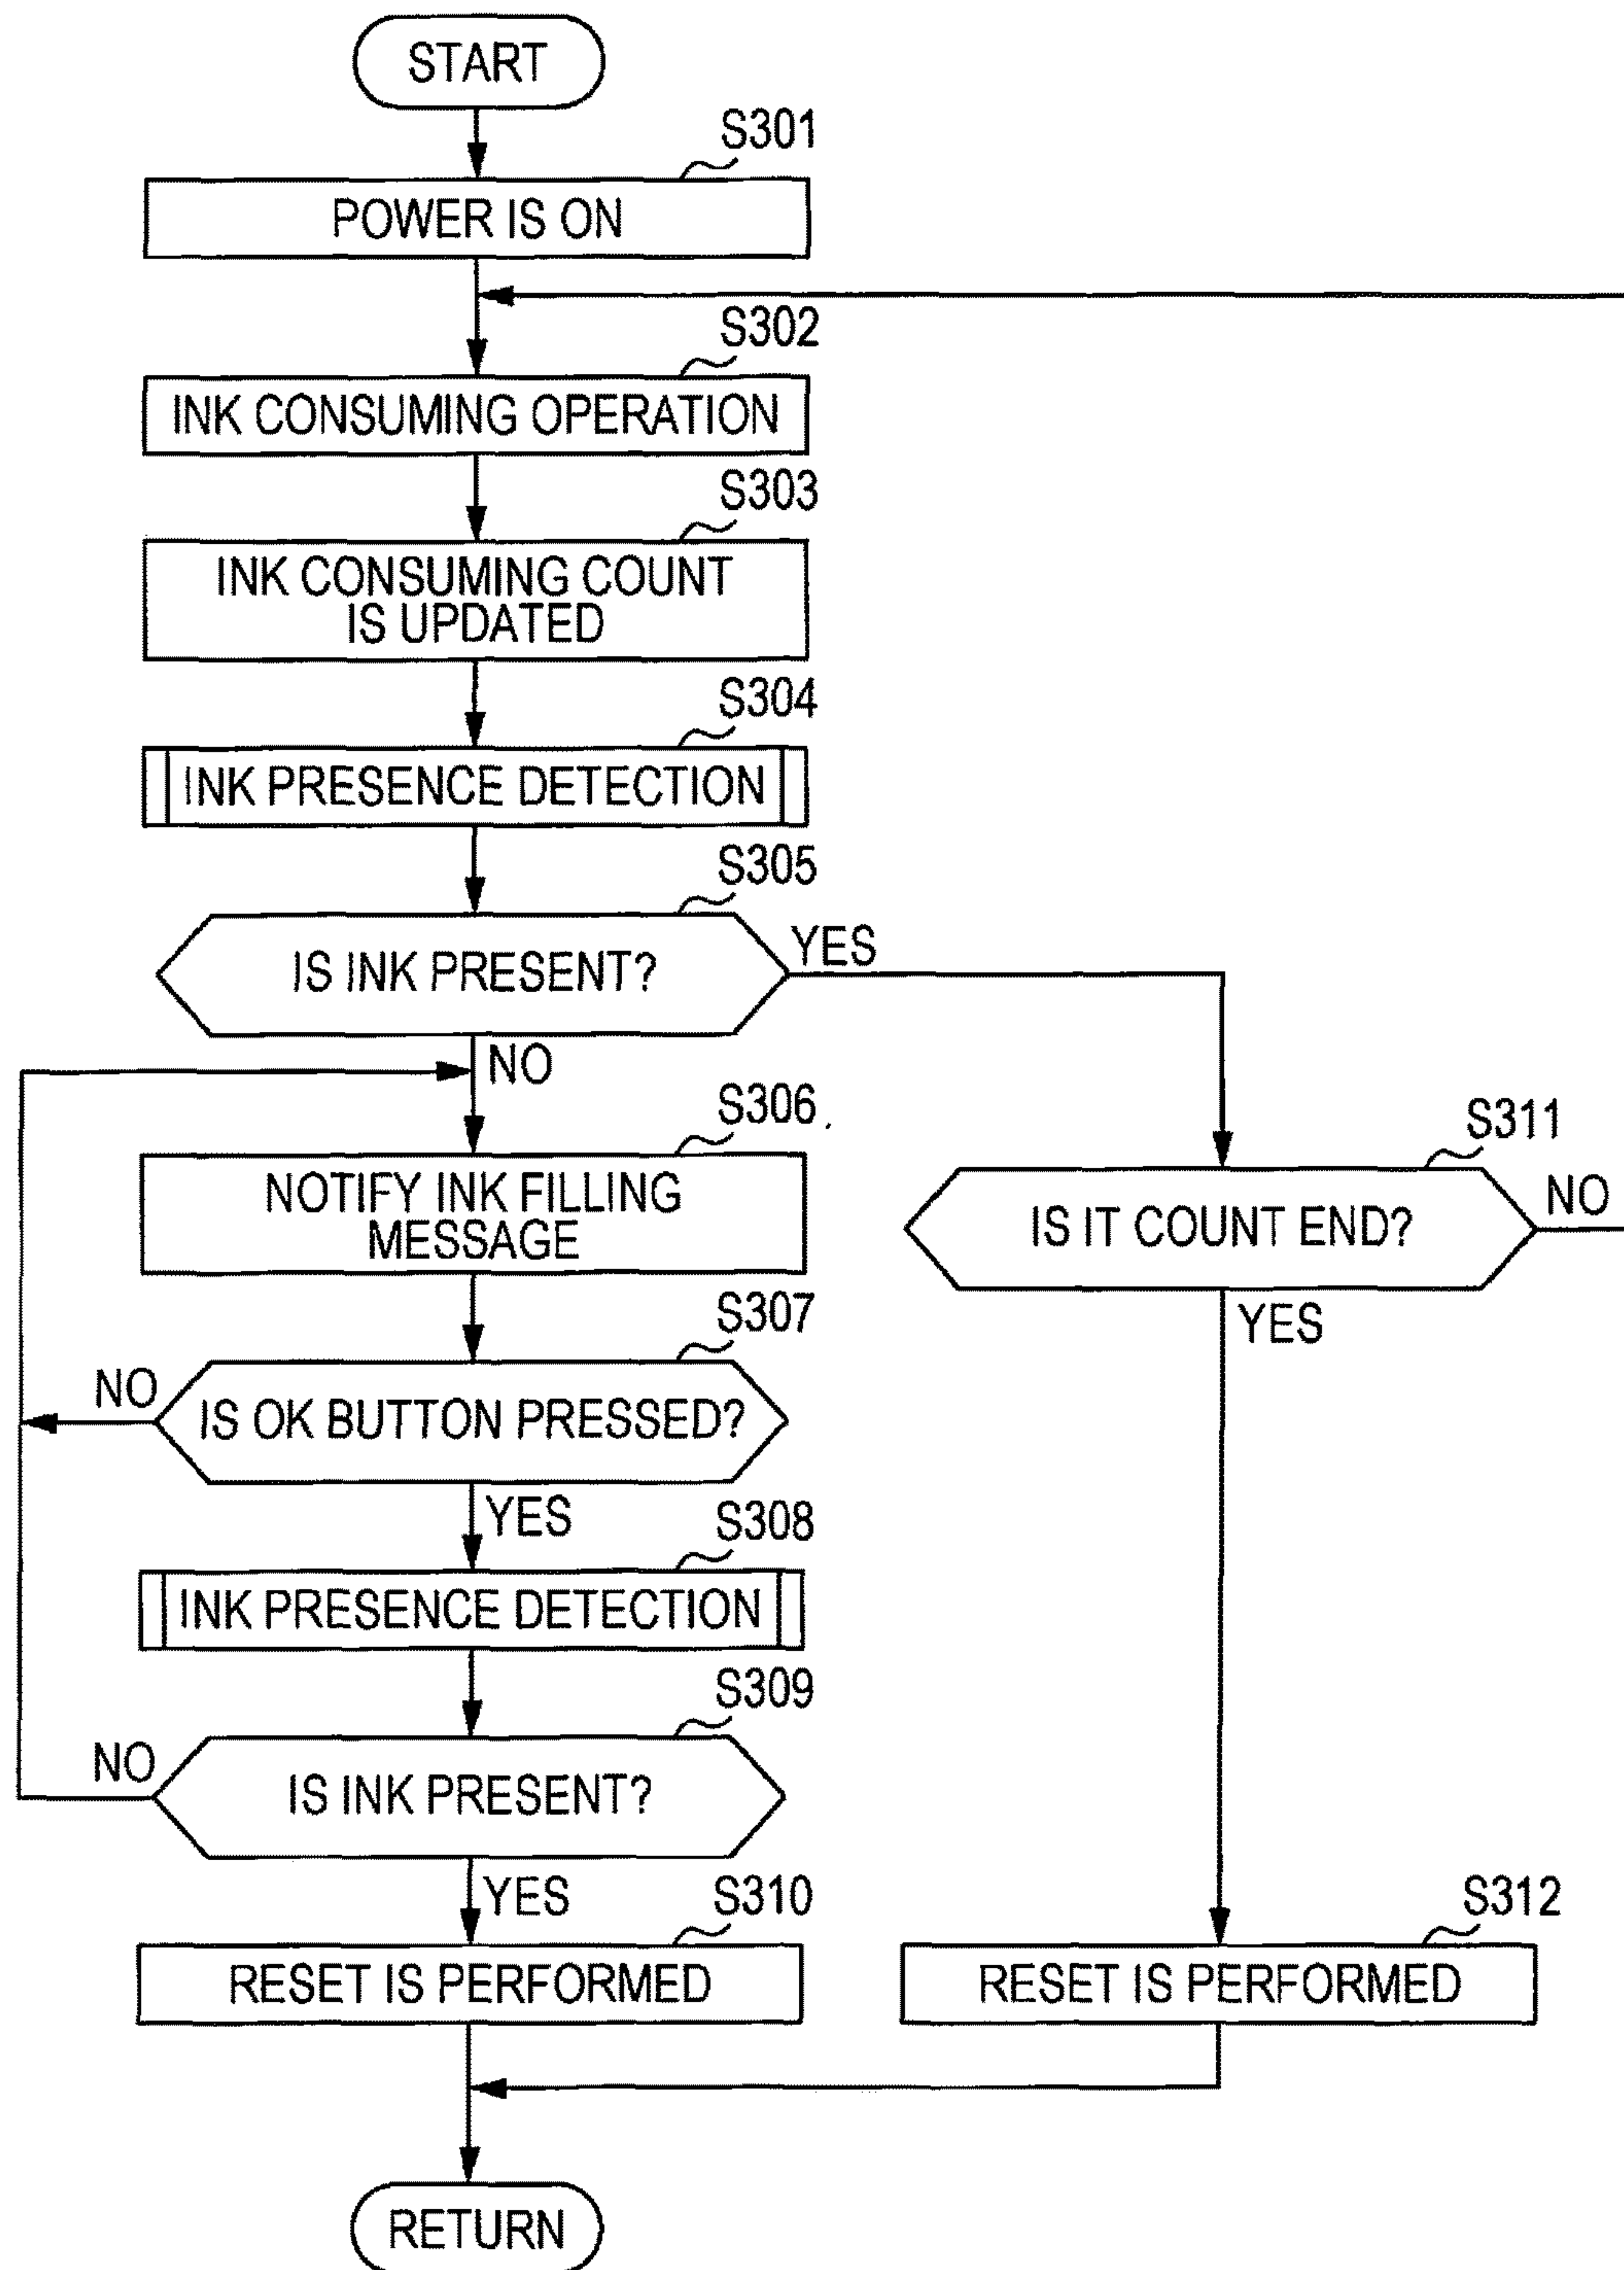 START
S301
POWER IS ON
S302
INK CONSUMING OPERATION
S303
INK CONSUMING COUNT
IS UPDATED
S304
INK PRESENCE DETECTION
S305
IS INK PRESENT?
YES
NO
S306
NOTIFY INK FILLING
MESSAGE
S307
IS OK BUTTON PRESSED?
NO
YES
S308
INK PRESENCE DETECTION
S309
IS INK PRESENT?
NO
YES
S310
RESET IS PERFORMED
S311
IS IT COUNT END?
NO
YES
S312
RESET IS PERFORMED
RETURN